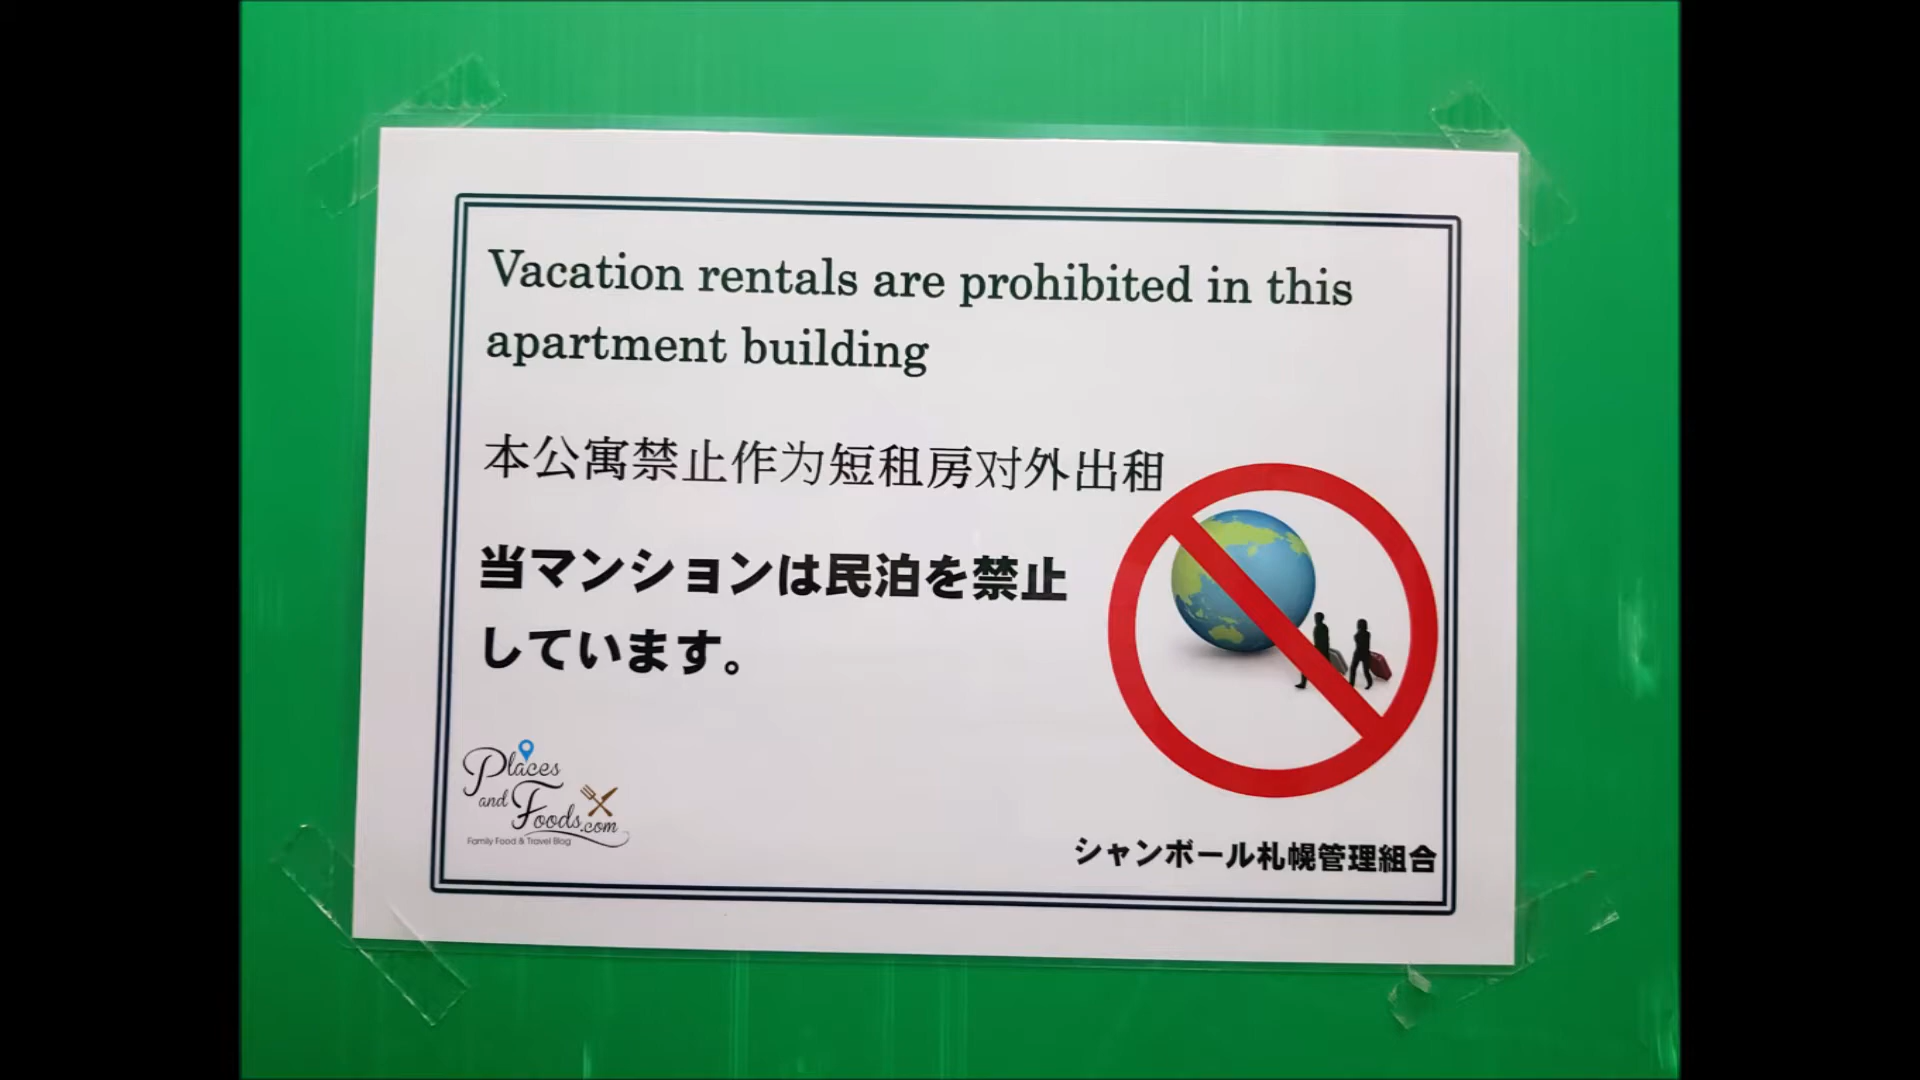 Vacation rentals are prohibited in this
apartment building
本公寓禁止作为短租房对外出租
当マンションは民泊を禁止
しています。
Places
and Foods.com
Family Food & Travel Blog
シャンボール札幌管理組合